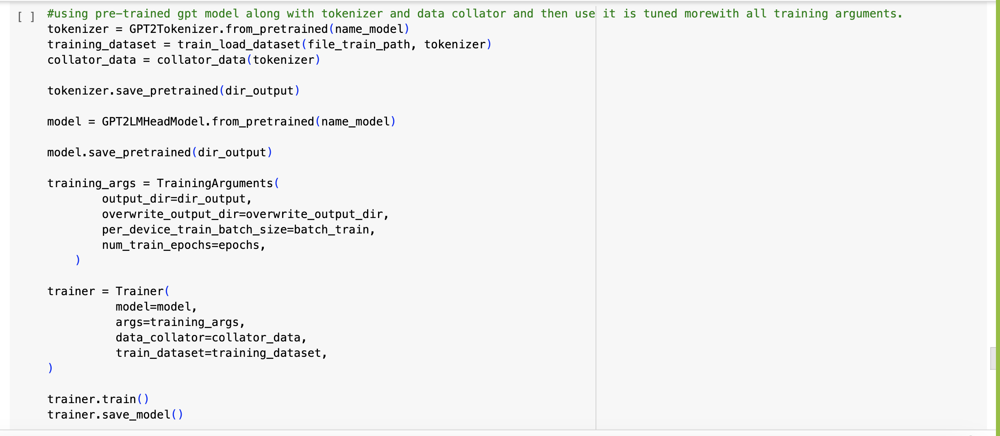 [ ] #using pre-trained gpt model along with tokenizer and data collator and then use it is tuned morewith all training arguments.
tokenizer = GPT2Tokenizer.from_pretrained(name_model)
training_dataset = train_load_dataset(file_train_path, tokenizer)
collator_data = collator_data(tokenizer)
tokenizer.save_pretrained(dir_output)
model = GPT2LMHeadModel.from_pretrained(name_model)
model.save_pretrained(dir_output)
training_args = TrainingArguments(
output_dir=dir_output,
overwrite_output_dir=overwrite_output_dir,
per_device_train_batch_size=batch_train,
num_train_epochs=epochs,
)
trainer = Trainer(
model=model,
args=training_args,
data_collator=collator_data,
train_dataset=training_dataset,
)
trainer.train()
trainer.save_model()